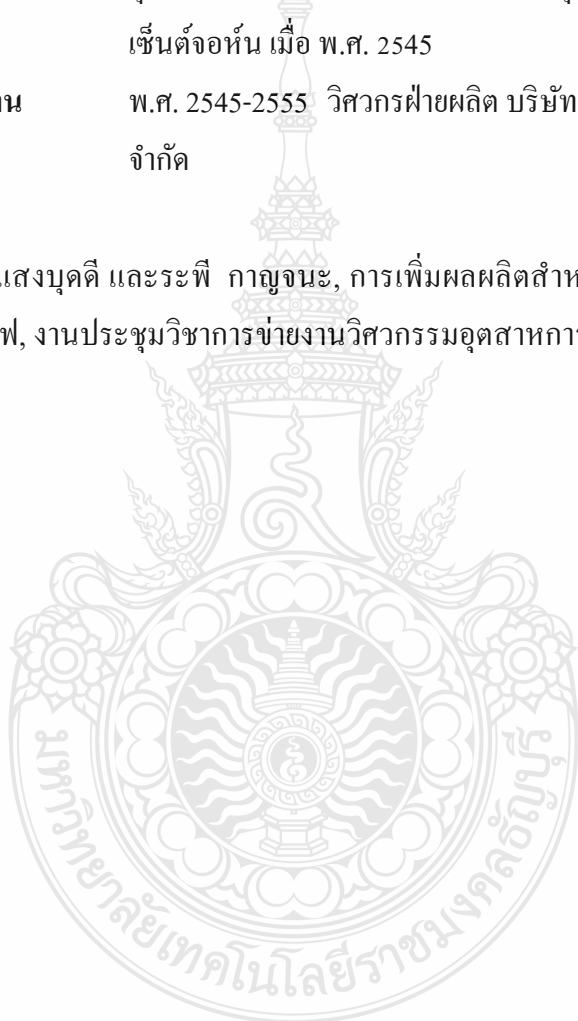 เซ็นต์จอห์น เมื่อ พ.ศ. 2545
พ.ศ. 2545-2555 วิศวกรฝ่ายผลิต บริษัท
จำกัด
แสงบุดดี และระพี กาญจนะ, การเพิ่มผลผลิตสำห
ฟ, งานประชุมวิชาการข่ายงานวิศวกรรมอุตสาหการ
มหาวิทยาลัยเทคโนโลยีราชมงคลธัญบุรี